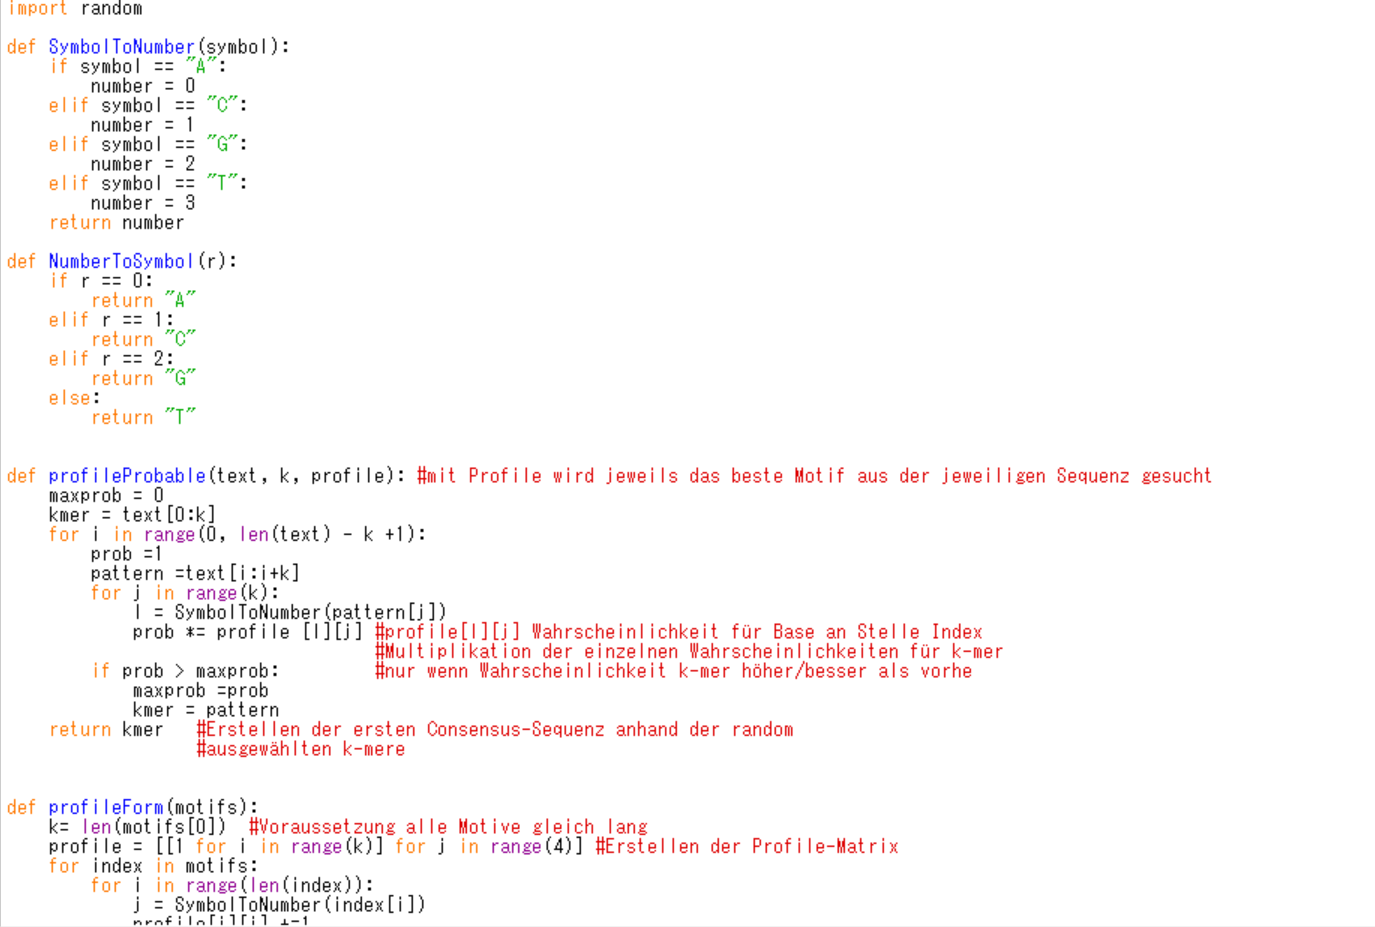 import random
def SymbolToNumber(symbol):
    if symbol == "A":
        number = 0
    elif symbol == "C":
        number = 1
    elif symbol == "G":
        number = 2
    elif symbol == "T":
        number = 3
    return number
def NumberToSymbol(r):
    if r == 0:
        return "A"
    elif r == 1:
        return "C"
    elif r == 2:
        return "G"
    else:
        return "T"
def profileProbable(text, k, profile): #mit Profile wird jeweils das beste Motif aus der jeweiligen Sequenz gesucht
    maxprob = 0
    kmer = text[0:k]
    for i in range(0, len(text) - k +1):
        prob =1
        pattern =text[i:i+k]
        for j in range(k):
            l = SymbolToNumber(pattern[j])
            prob *= profile [l][j] #profile[l][j] Wahrscheinlichkeit für Base an Stelle Index
                                   #Multiplikation der einzelnen Wahrscheinlichkeiten für k-mer
        if prob > maxprob:         #nur wenn Wahrscheinlichkeit k-mer höher/besser als vorhe
            maxprob =prob
            kmer = pattern
    return kmer   #Erstellen der ersten Consensus-Sequenz anhand der random
                  #ausgewählten k-mere
def profileForm(motifs):
    k= len(motifs[0])  #Voraussetzung alle Motive gleich lang
    profile = [[1 for i in range(k)] for j in range(4)] #Erstellen der Profile-Matrix
    for index in motifs:
        for i in range(len(index)):
            j = SymbolToNumber(index[i])
            profile[j][i] +=1